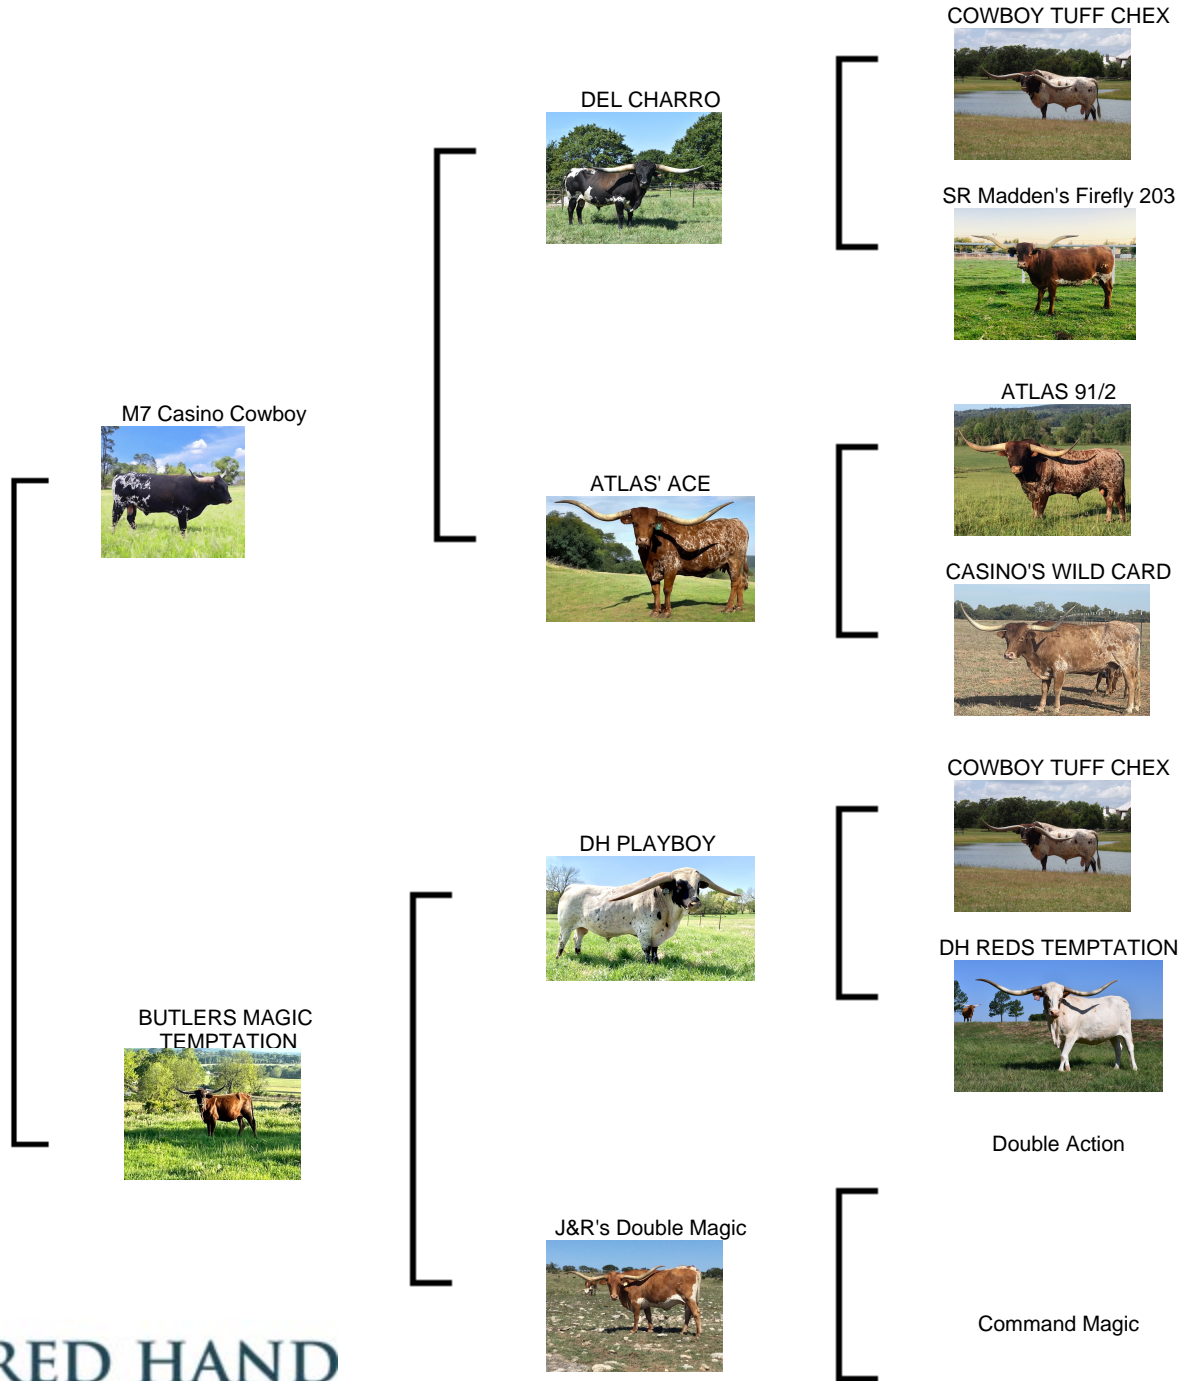 COWBOY TUFF CHEX
DEL CHARRO
SR Madden's Firefly 203
M7 Casino Cowboy
ATLAS 91/2
ATLAS' ACE
CASINO'S WILD CARD
COWBOY TUFF CHEX
DH PLAYBOY
DH REDS TEMPTATION
BUTLERS MAGIC
TEMPTATION
Double Action
J&R's Double Magic
Command Magic
RED HAND